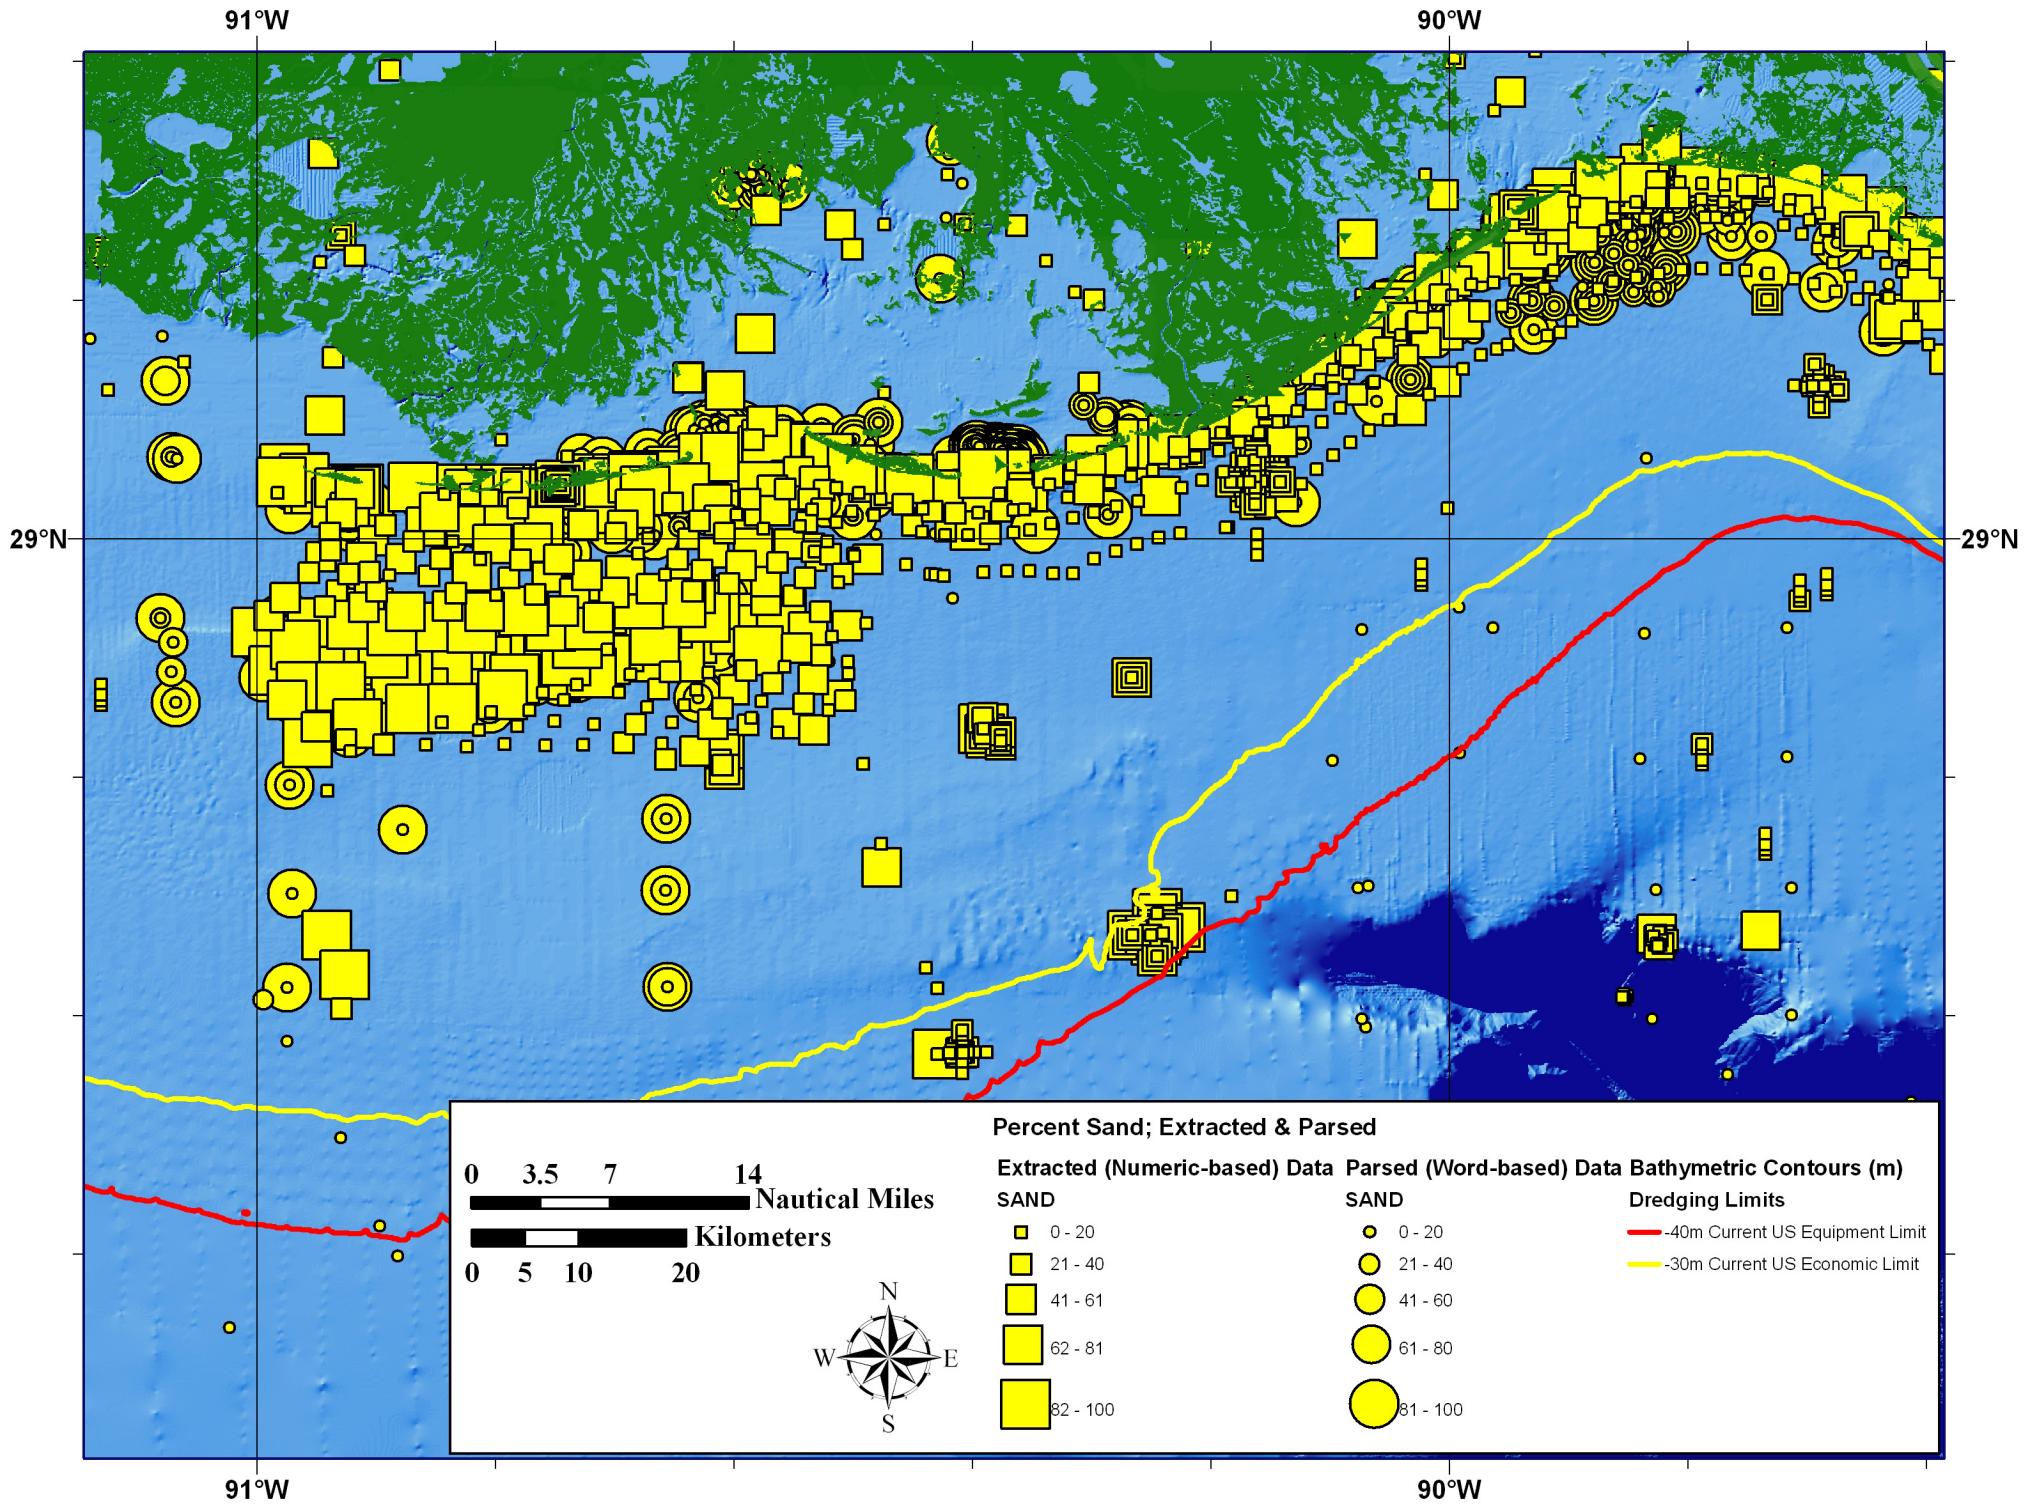 91°W 90°W
29°N 29°N
Percent Sand; Extracted & Parsed
Extracted (Numeric-based) Data Parsed (Word-based) Data Bathymetric Contours (m)
SAND SAND Dredging Limits
0 - 20 0 - 20 -40m Current US Equipment Limit
21 - 40 21 - 40 -30m Current US Economic Limit
41 - 61 41 - 60
62 - 81 61 - 80
82 - 100 81 - 100
0 3.5 7 14
Nautical Miles
Kilometers
0 5 10 20
N
W E
S
91°W 90°W